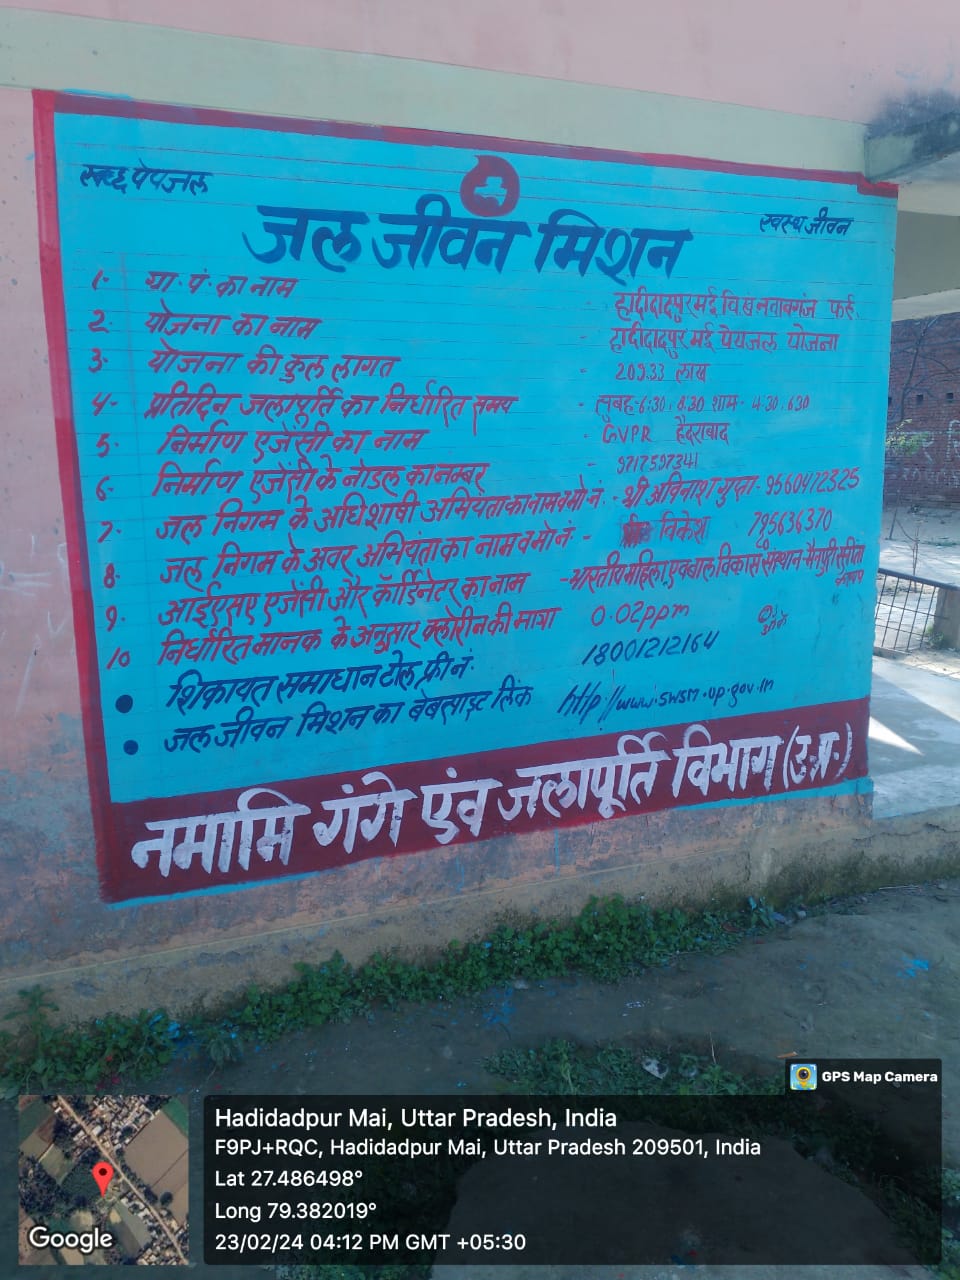 स्वच्छ पेयजल
स्वस्थ जीवन
जल जीवन मिशन
1. ग्रा. पं. का नाम - हादीदादपुर मई वि.ख नवाबगंज फर्रु.
2. योजना का नाम - हादीदादपुर मई पेयजल योजना
3. योजना की कुल लागत - 209.33 लाख
4- प्रतिदिन जलापूर्ति का निर्धारित समय - सुबह-6:30, 8.30 शाम- 4.30, 6.30
5. निर्माण एजेंसी का नाम - GVPR हैदराबाद
6- निर्माण एजेंसी के नोडल का नम्बर - 9717597341
7. जल निगम के अधिशाषी अभियंता का नाम व मो. नं. - श्री अविनाश गुप्ता- 9560472325
8. जल निगम के अवर अभियंता का नाम व मो नं. - विकेश 795636370
9. आईएसए एजेंसी और कॉर्डिनेटर का नाम - भारतीय महिला एवं बाल विकास संस्थान-मैनपुरी
10 निर्धारित मानक के अनुसार क्लोरीन की मात्रा 0.02ppm
• शिकायत समाधान टोल फ्री नं. 18001212164
• जल जीवन मिशन का बेबसाइट लिंक http//www.swsm.up.gov.in
नमामि गंगे एंव जलापूर्ति विभाग (उ.प्र.)
GPS Map Camera
Hadidadpur Mai, Uttar Pradesh, India
F9PJ+RQC, Hadidadpur Mai, Uttar Pradesh 209501, India
Lat 27.486498°
Long 79.382019°
23/02/24 04:12 PM GMT +05:30
Google